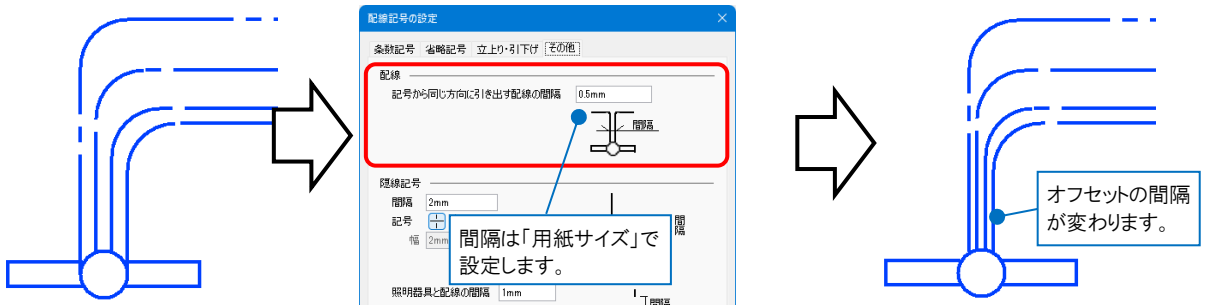 配線記号の設定
条数記号 省略記号 立上り・引下げ その他
配線
記号から同じ方向に引き出す配線の間隔 0.5mm
間隔
隠線記号
間隔 2mm
記号
幅 2mm
間隔
間隔は「用紙サイズ」で
設定します。
照明器具と配線の間隔 1mm
間隔
オフセットの間隔
が変わります。